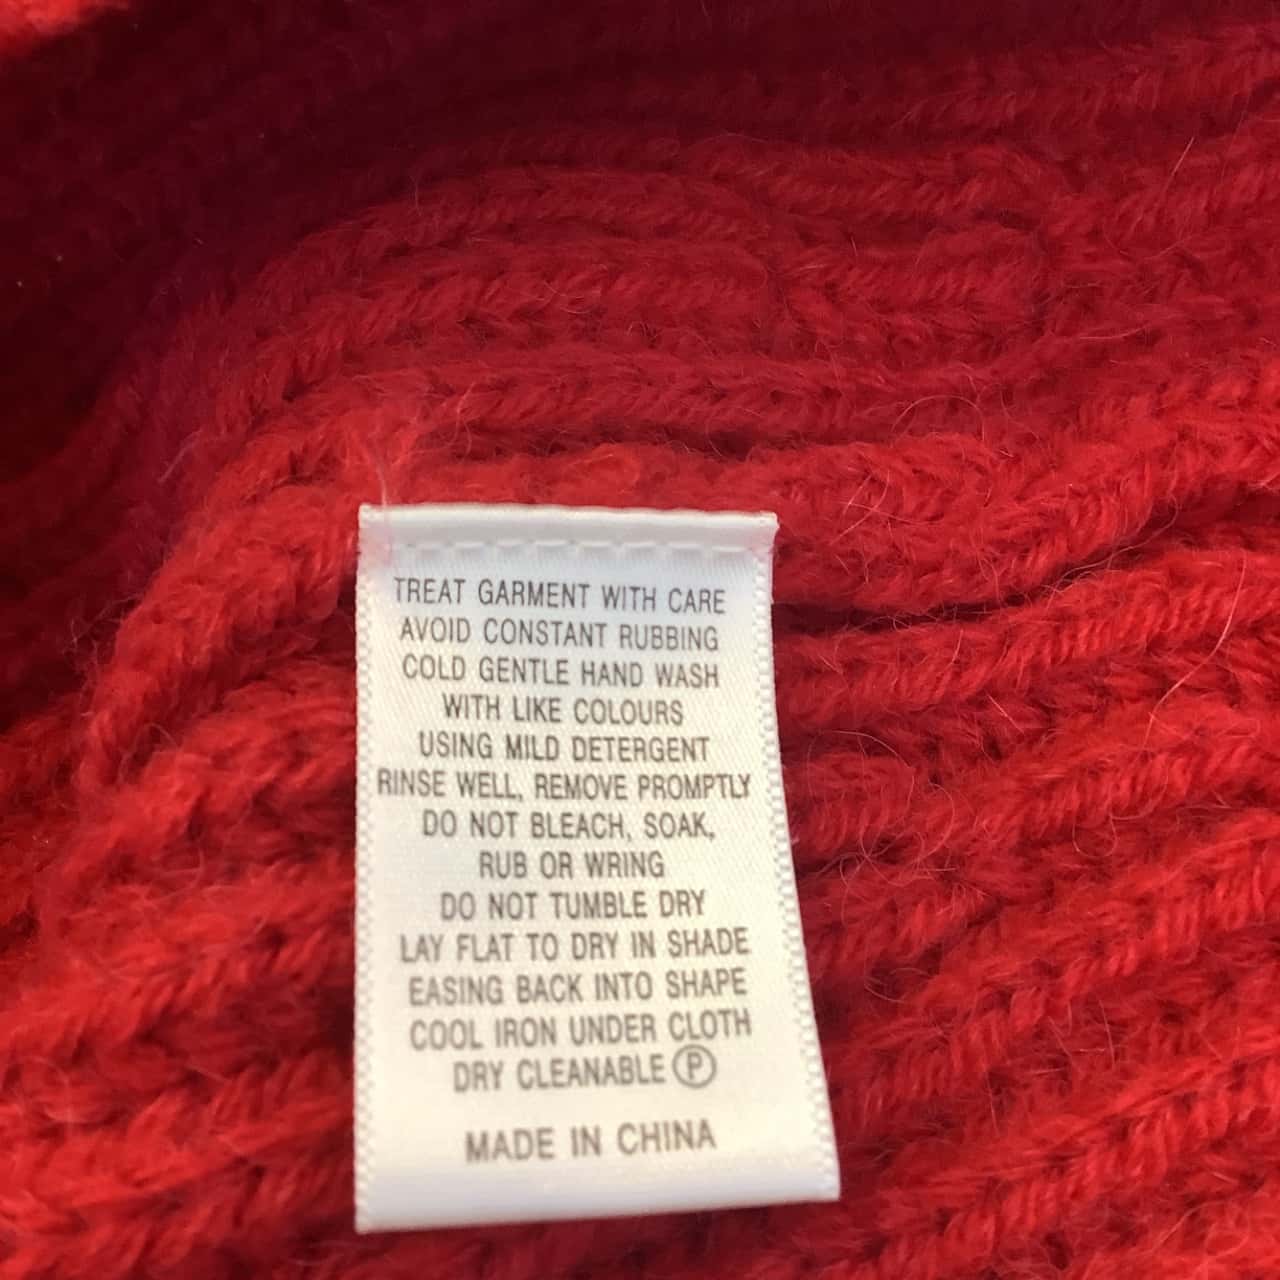 TREAT GARMENT WITH CARE
AVOID CONSTANT RUBBING
COLD GENTLE HAND WASH
WITH LIKE COLOURS
USING MILD DETERGENT
RINSE WELL, REMOVE PROMPTLY
DO NOT BLEACH, SOAK,
RUB OR WRING
DO NOT TUMBLE DRY
LAY FLAT TO DRY IN SHADE
EASING BACK INTO SHAPE
COOL IRON UNDER CLOTH
DRY CLEANABLE Ⓟ
MADE IN CHINA